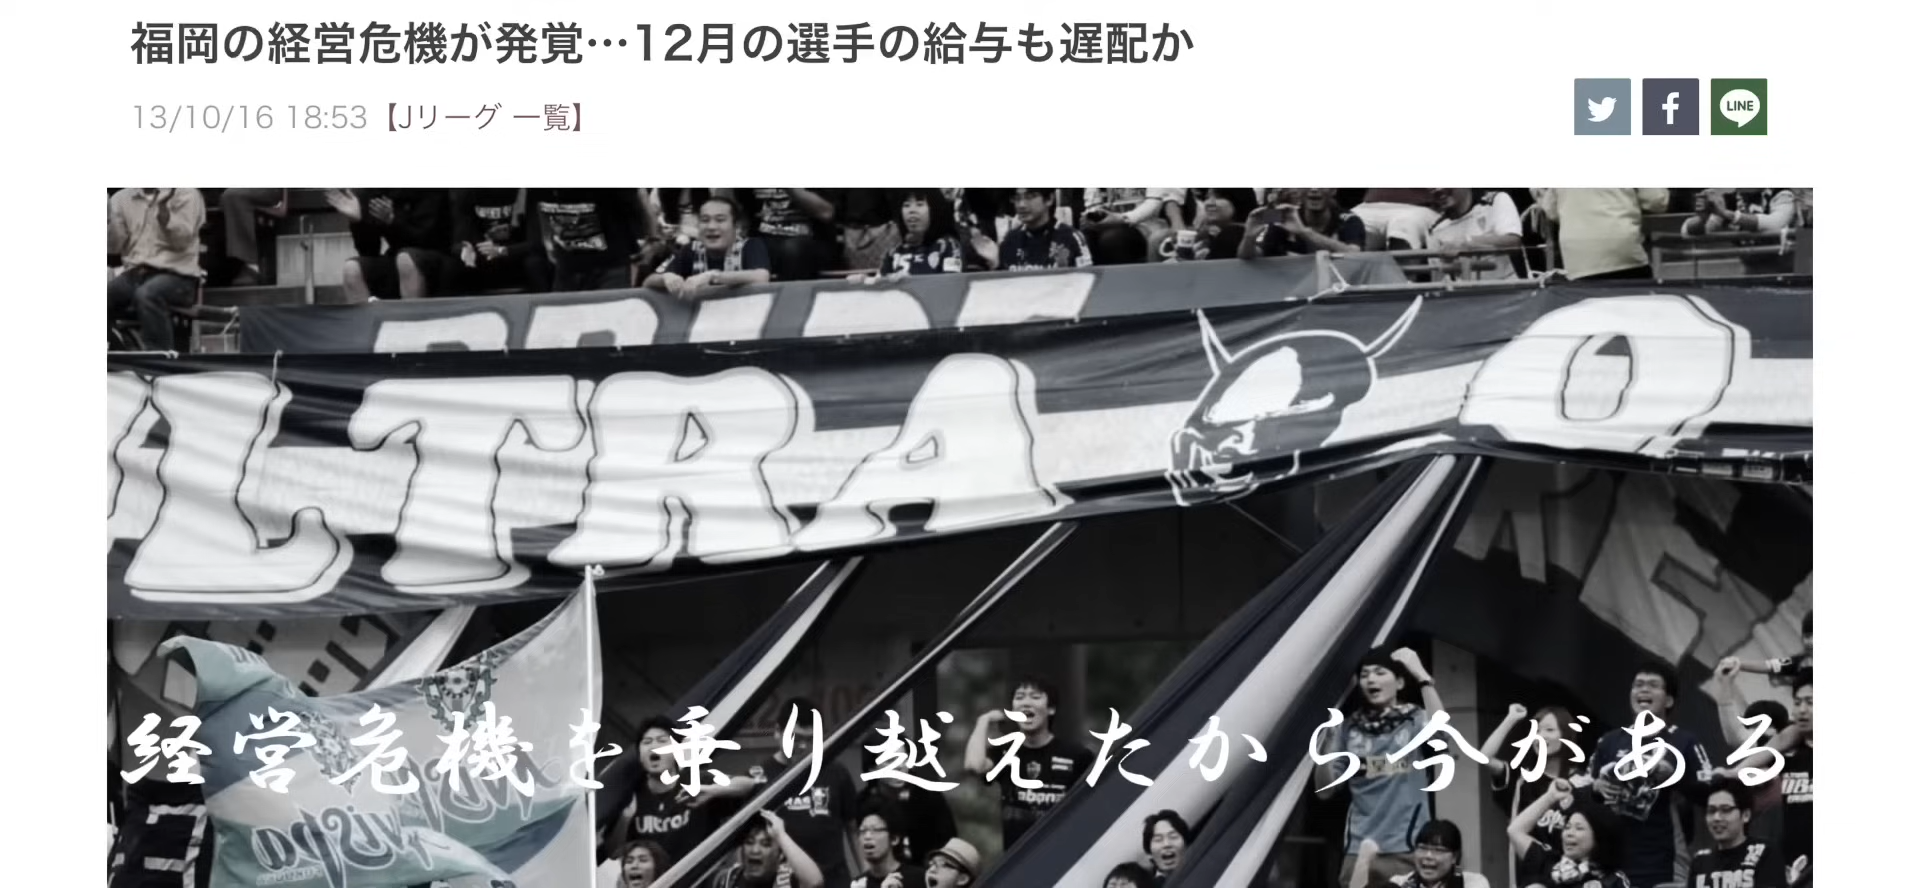 福岡の経営危機が発覚…12月の選手の給与も遅配か
13/10/16 18:53【Jリーグ 一覧】
LINE
PRIDE
ULTRA O
経営危機を乗り越えたから今がある
Ultras